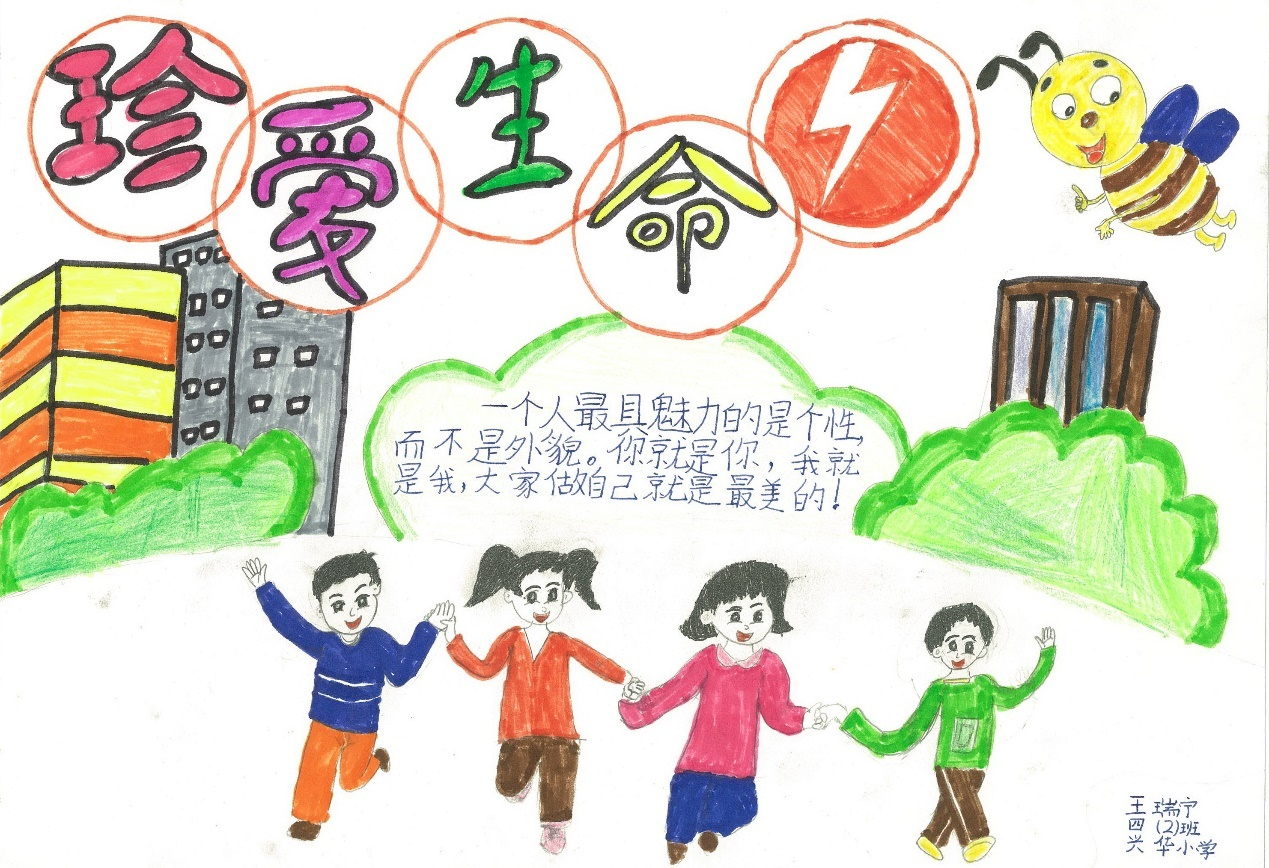 珍爱生命
一个人最具魅力的是个性,
而不是外貌。你就是你，我就
是我，大家做自己就是最美的！
王瑞宁
四(2)班
兴华小学